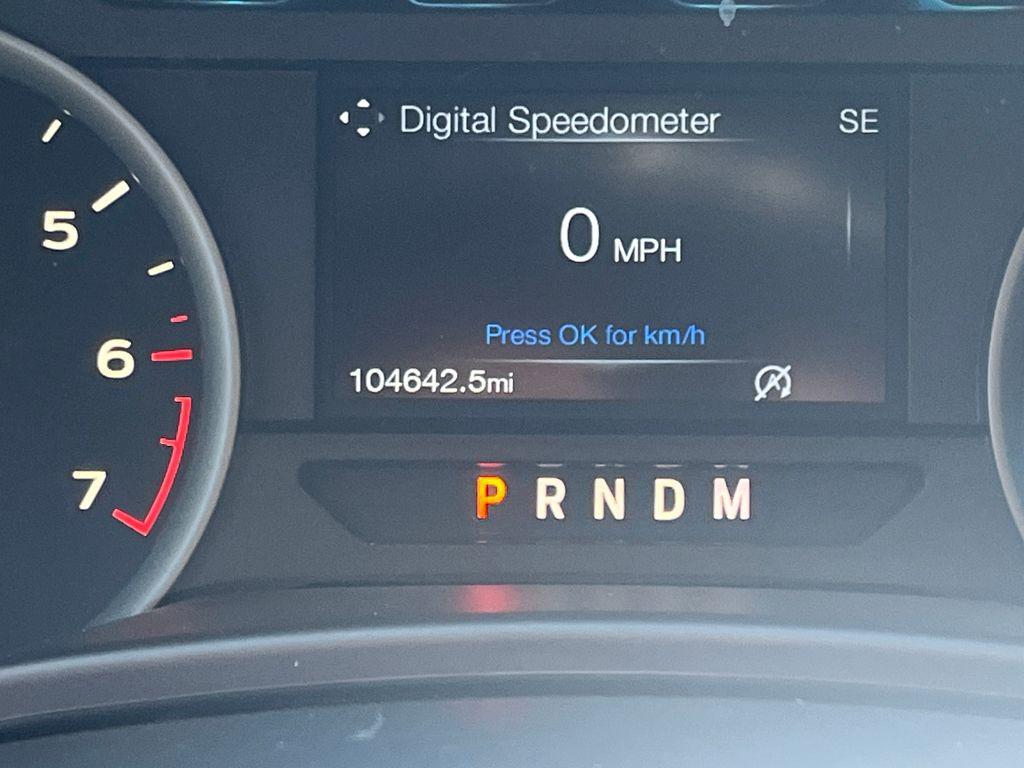 Digital Speedometer SE
5
0 MPH
Press OK for km/h
6
104642.5mi
7
P R N D M